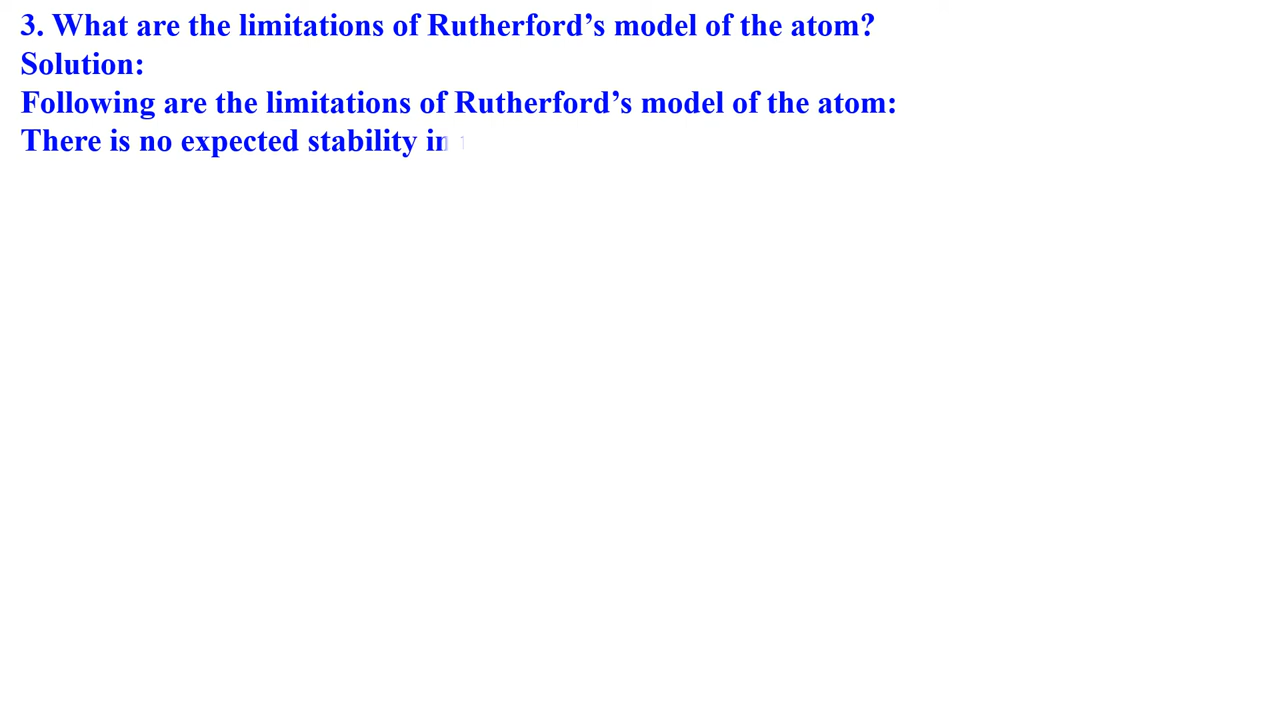 3. What are the limitations of Rutherford’s model of the atom?
Solution:
Following are the limitations of Rutherford’s model of the atom:
There is no expected stability in